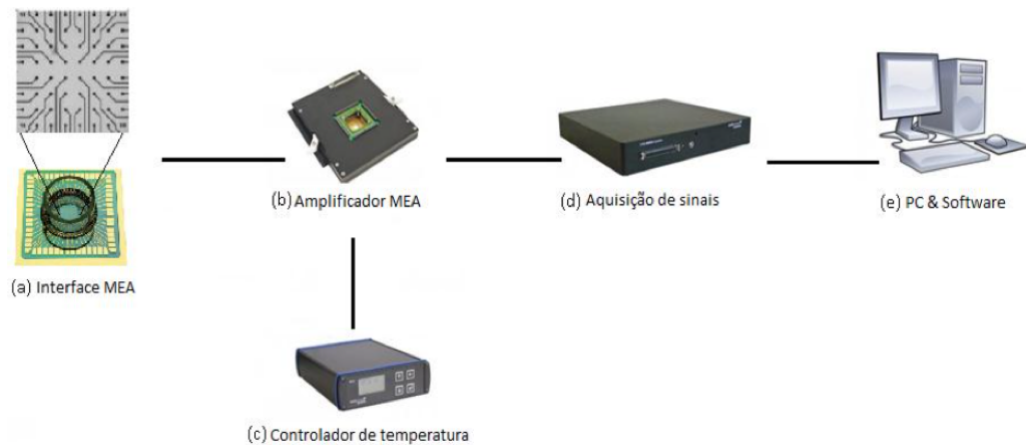 (a) Interface MEA
(b) Amplificador MEA
(c) Controlador de temperatura
(d) Aquisição de sinais
(e) PC & Software